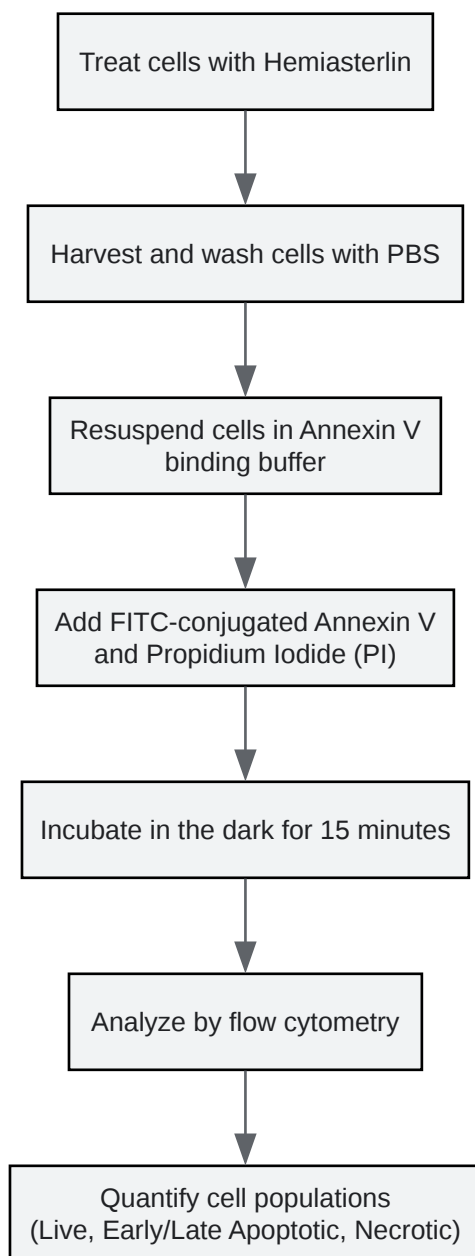 Treat cells with Hemiasterlin
Harvest and wash cells with PBS
Resuspend cells in Annexin V
binding buffer
Add FITC-conjugated Annexin V
and Propidium Iodide (PI)
Incubate in the dark for 15 minutes
Analyze by flow cytometry
Quantify cell populations
(Live, Early/Late Apoptotic, Necrotic)